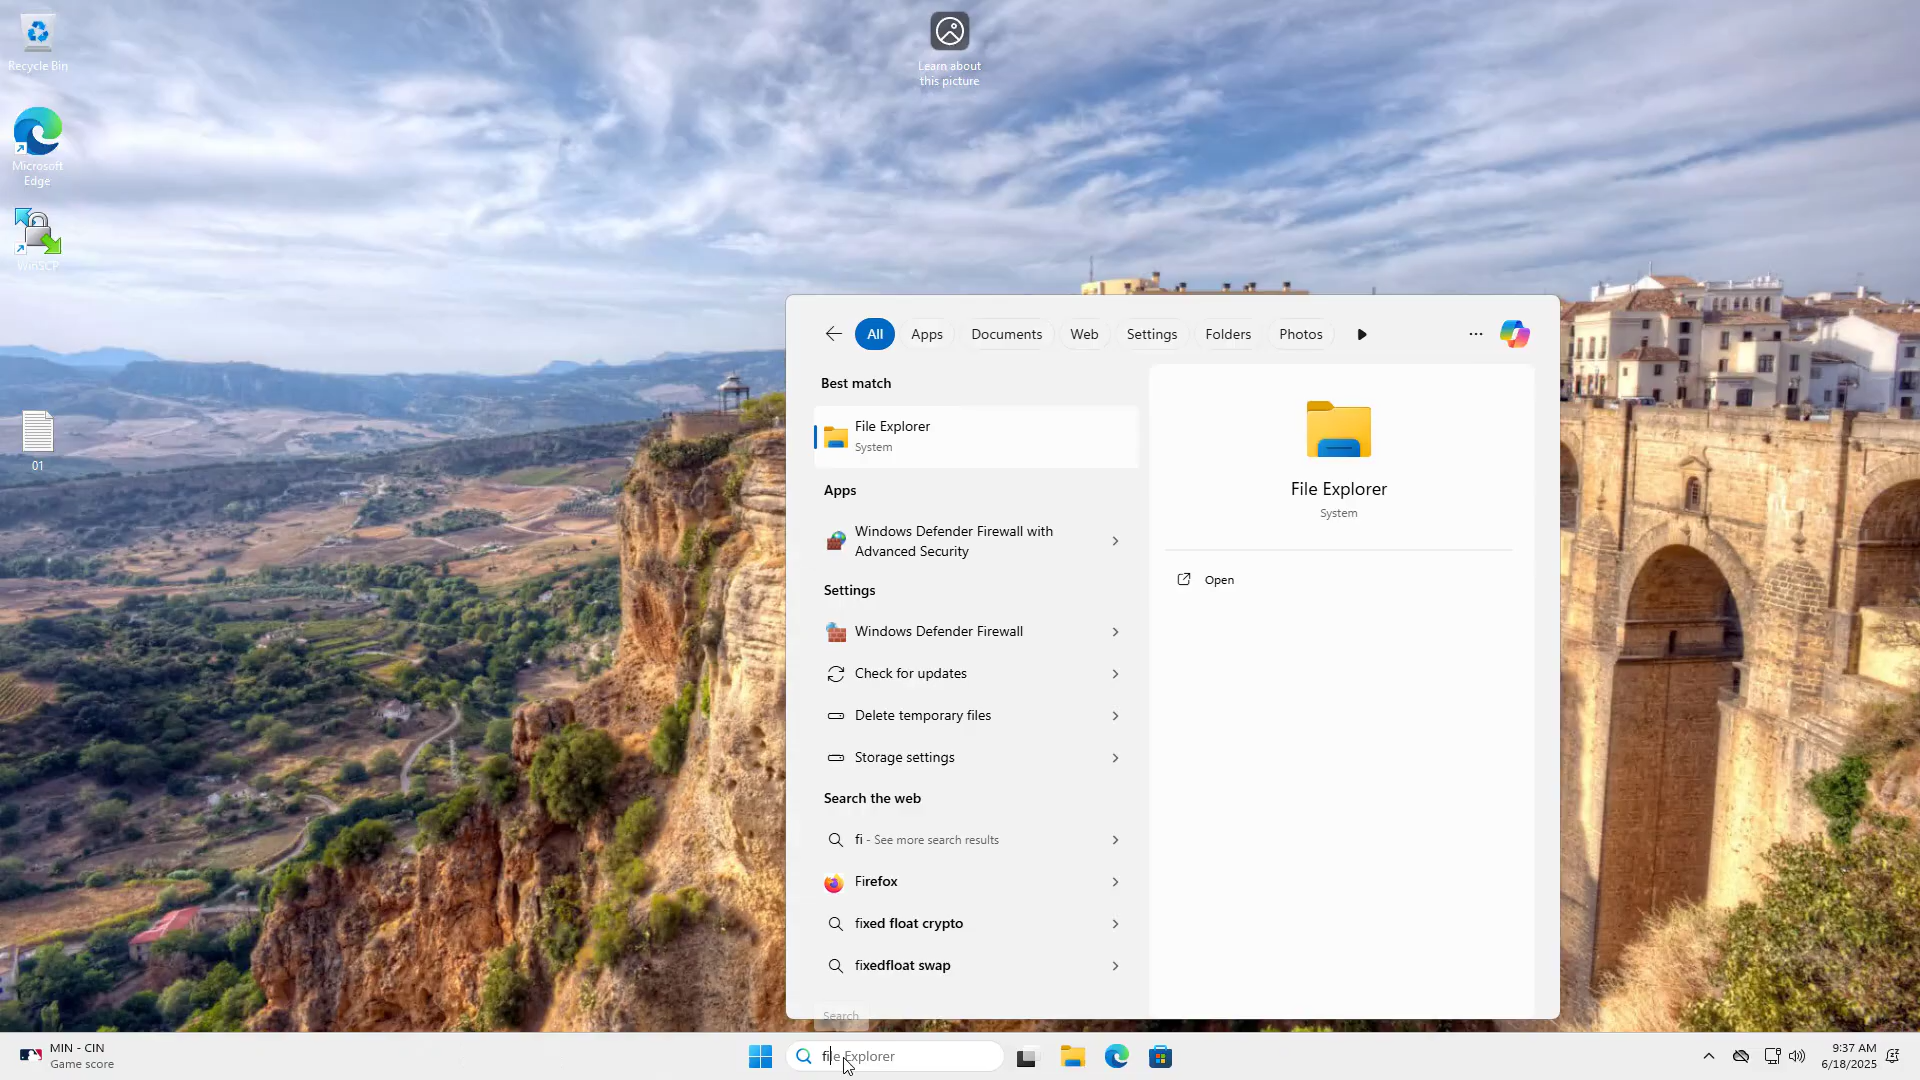 Recycle Bin
Learn about
this picture
Microsoft
Edge
WinSCP
01
All
Apps
Documents
Web
Settings
Folders
Photos
Best match
File Explorer
System
Apps
Windows Defender Firewall with
Advanced Security
Settings
Windows Defender Firewall
Check for updates
Delete temporary files
Storage settings
Search the web
fi - See more search results
Firefox
fixed float crypto
fixedfloat swap
File Explorer
System
Open
Search
MIN - CIN
Game score
file Explorer
9:37 AM
6/18/2025